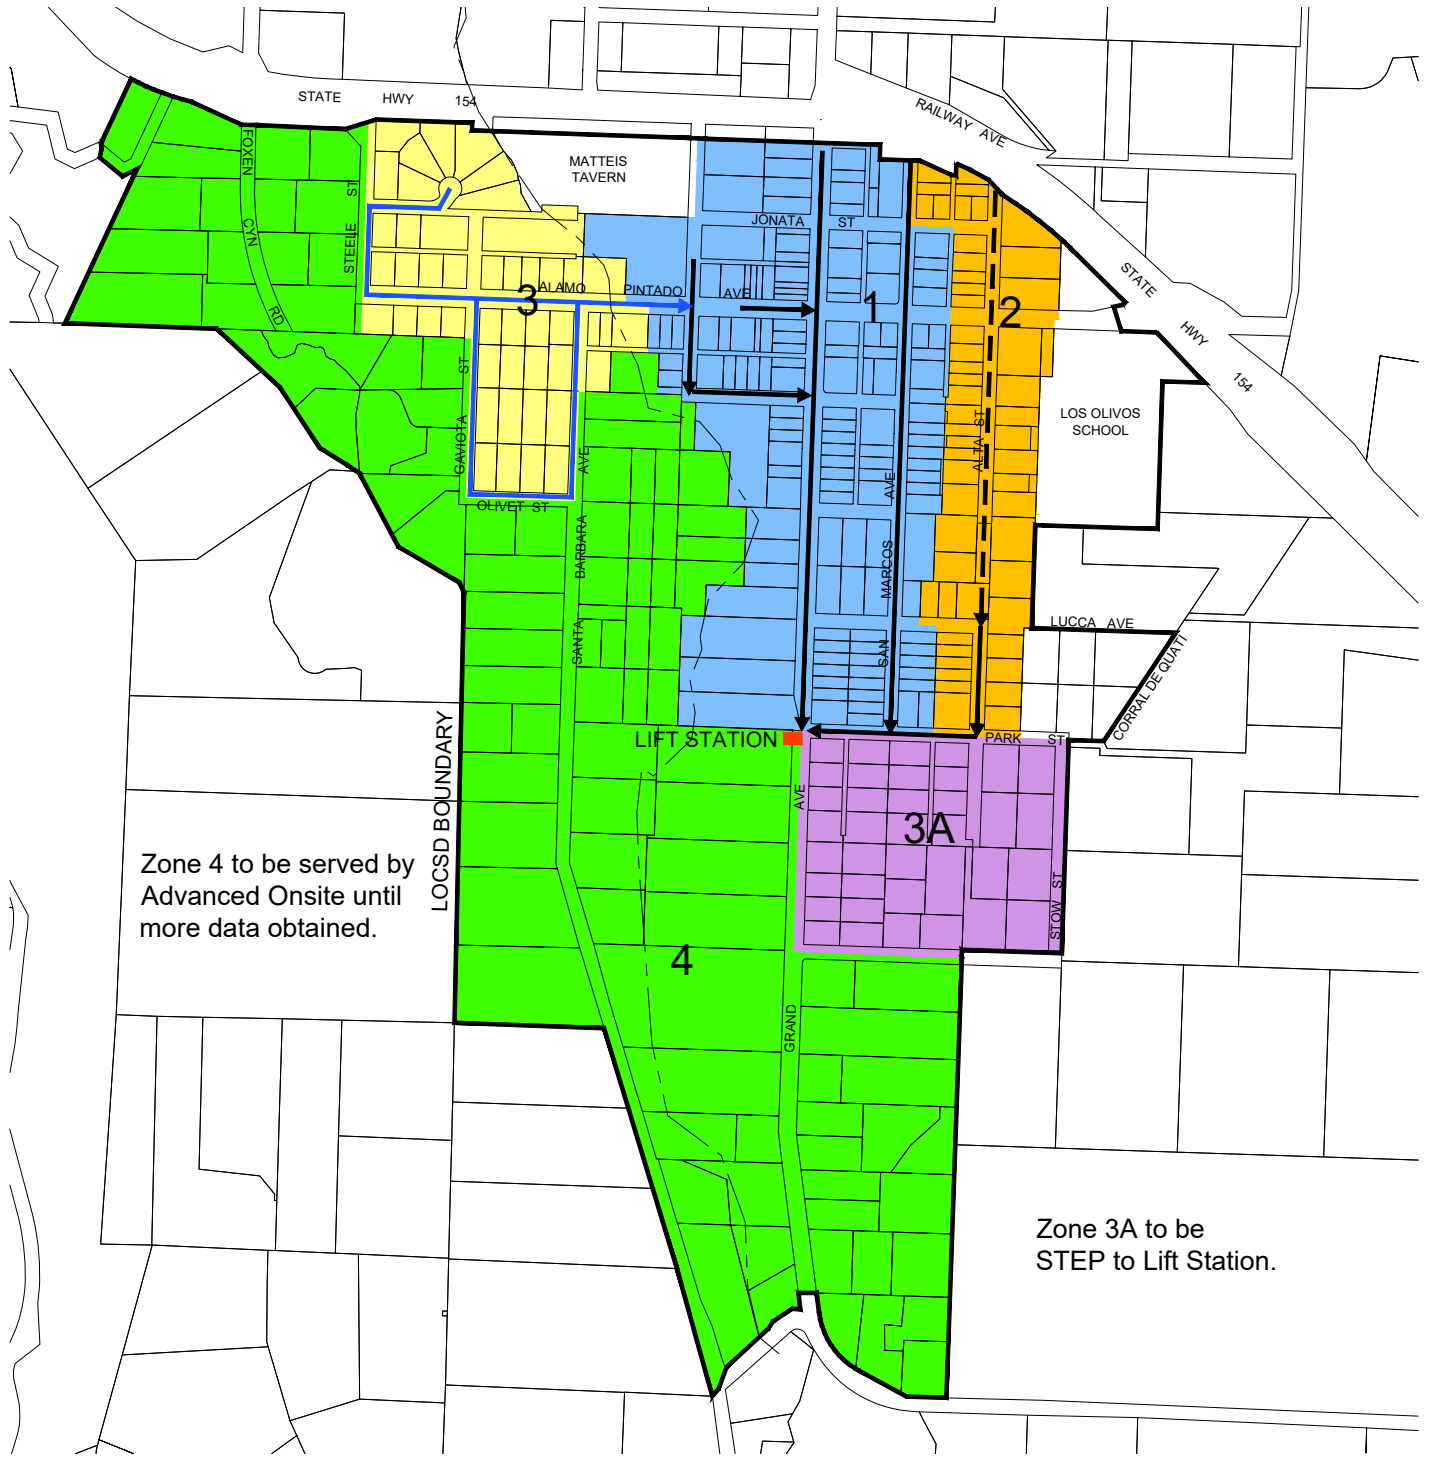 STATE HWY 154
RAILWAY AVE
FOXEN CYN RD
STEELE ST
MATTEIS
TAVERN
JONATA ST
STATE HWY 154
ALAMO PINTADO AVE
3
1
2
LOS OLIVOS
SCHOOL
GAVIOTA ST
ALTA ST
OLIVET ST
SANTA BARBARA AVE
SAN MARCOS AVE
LUCCA AVE
CORRAL DE QUATI
LIFT STATION
PARK ST
LOCSD BOUNDARY
3A
Zone 4 to be served by
Advanced Onsite until
more data obtained.
STOW ST
4
GRAND AVE
Zone 3A to be
STEP to Lift Station.